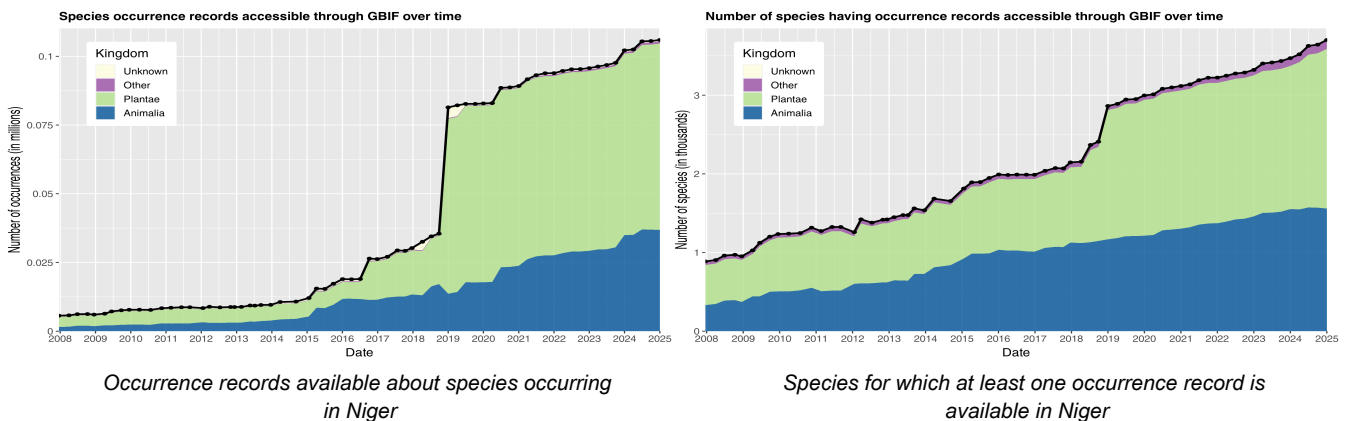 Species occurrence records accessible through GBIF over time
Number of occurrences (in millions)
0.1
0.075
0.05
0.025
0
Kingdom
Unknown
Other
Plantae
Animalia
2008 2009 2010 2011 2012 2013 2014 2015 2016 2017 2018 2019 2020 2021 2022 2023 2024 2025
Date
Occurrence records available about species occurring
in Niger
Number of species having occurrence records accessible through GBIF over time
Number of species (in thousands)
3
2
1
0
Kingdom
Unknown
Other
Plantae
Animalia
2008 2009 2010 2011 2012 2013 2014 2015 2016 2017 2018 2019 2020 2021 2022 2023 2024 2025
Date
Species for which at least one occurrence record is
available in Niger